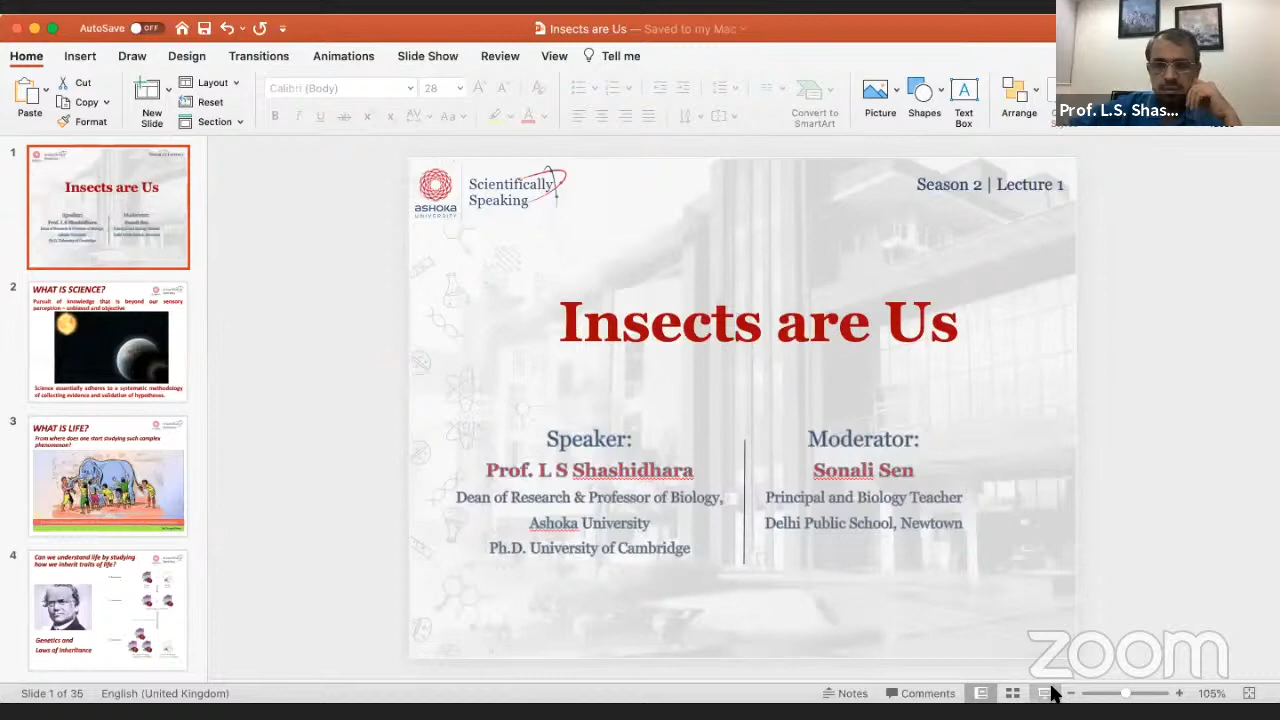 AutoSave OFF
Insects are Us — Saved to my Mac
Home Insert Draw Design Transitions Animations Slide Show Review View Tell me
Paste
Cut
Copy
Format
New Slide
Layout
Reset
Section
Calibri (Body) 28
Convert to SmartArt
Picture
Shapes
Text Box
Arrange
Prof. L.S. Shas...
1
Insects are Us
2
WHAT IS SCIENCE?
Pursuit of knowledge that is beyond our sensory
perception – unbiased and objective
Science essentially adheres to a systematic methodology
of collecting evidence and validation of hypotheses.
3
WHAT IS LIFE?
From where does one start studying such complex
phenomenon?
4
Can we understand life by studying
how we inherit traits of life?
Genetics and
Laws of Inheritance
ASHOKA
UNIVERSITY
Scientifically
Speaking
Season 2 | Lecture 1
Insects are Us
Speaker:
Prof. L S Shashidhara
Dean of Research & Professor of Biology,
Ashoka University
Ph.D. University of Cambridge
Moderator:
Sonali Sen
Principal and Biology Teacher
Delhi Public School, Newtown
zoom
Slide 1 of 35 English (United Kingdom) Notes Comments 105%